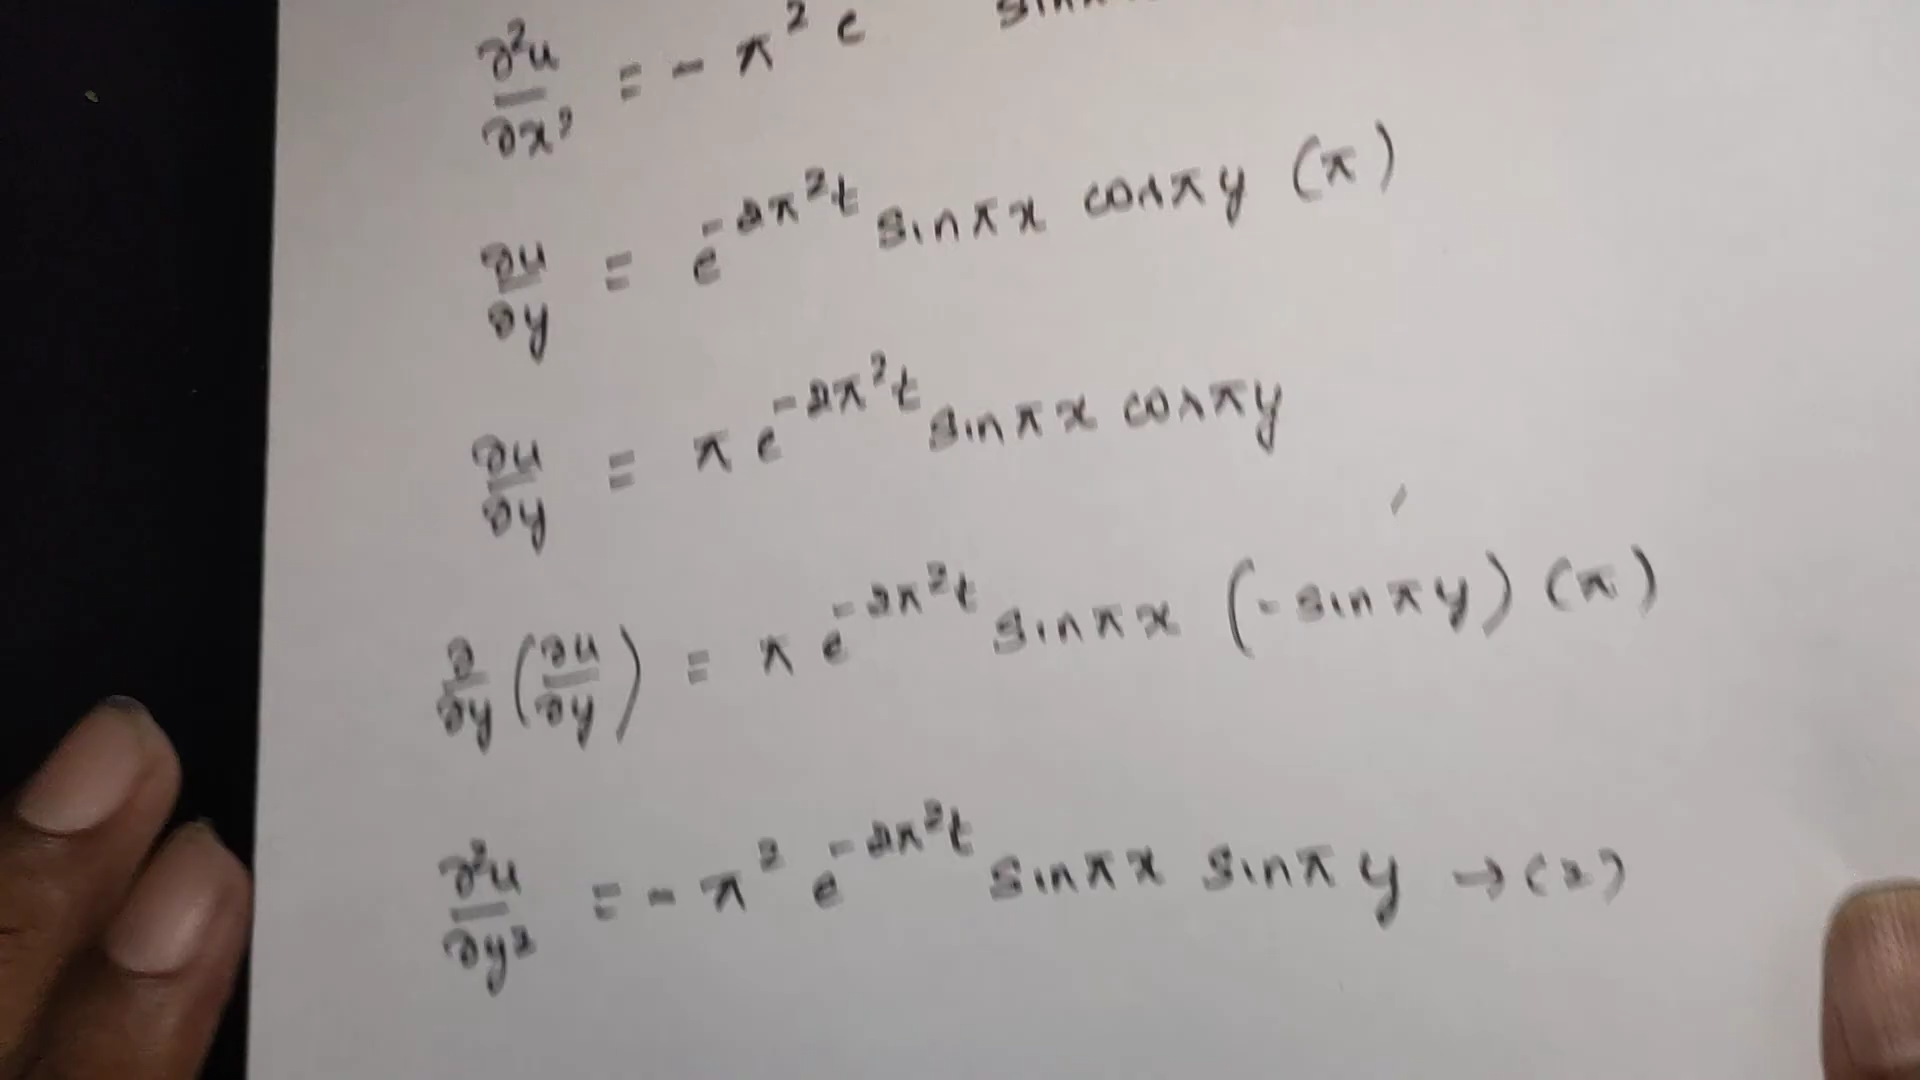 ∂²u/∂x² = - π² e sin
∂u/∂y = e^{-2π²t} sinπx cosπy (π)
∂u/∂y = π e^{-2π²t} sinπx cosπy
∂/∂y (∂u/∂y) = π e^{-2π²t} sinπx (-sinπy) (π)
∂²u/∂y² = - π² e^{-2π²t} sinπx sinπy → (2)